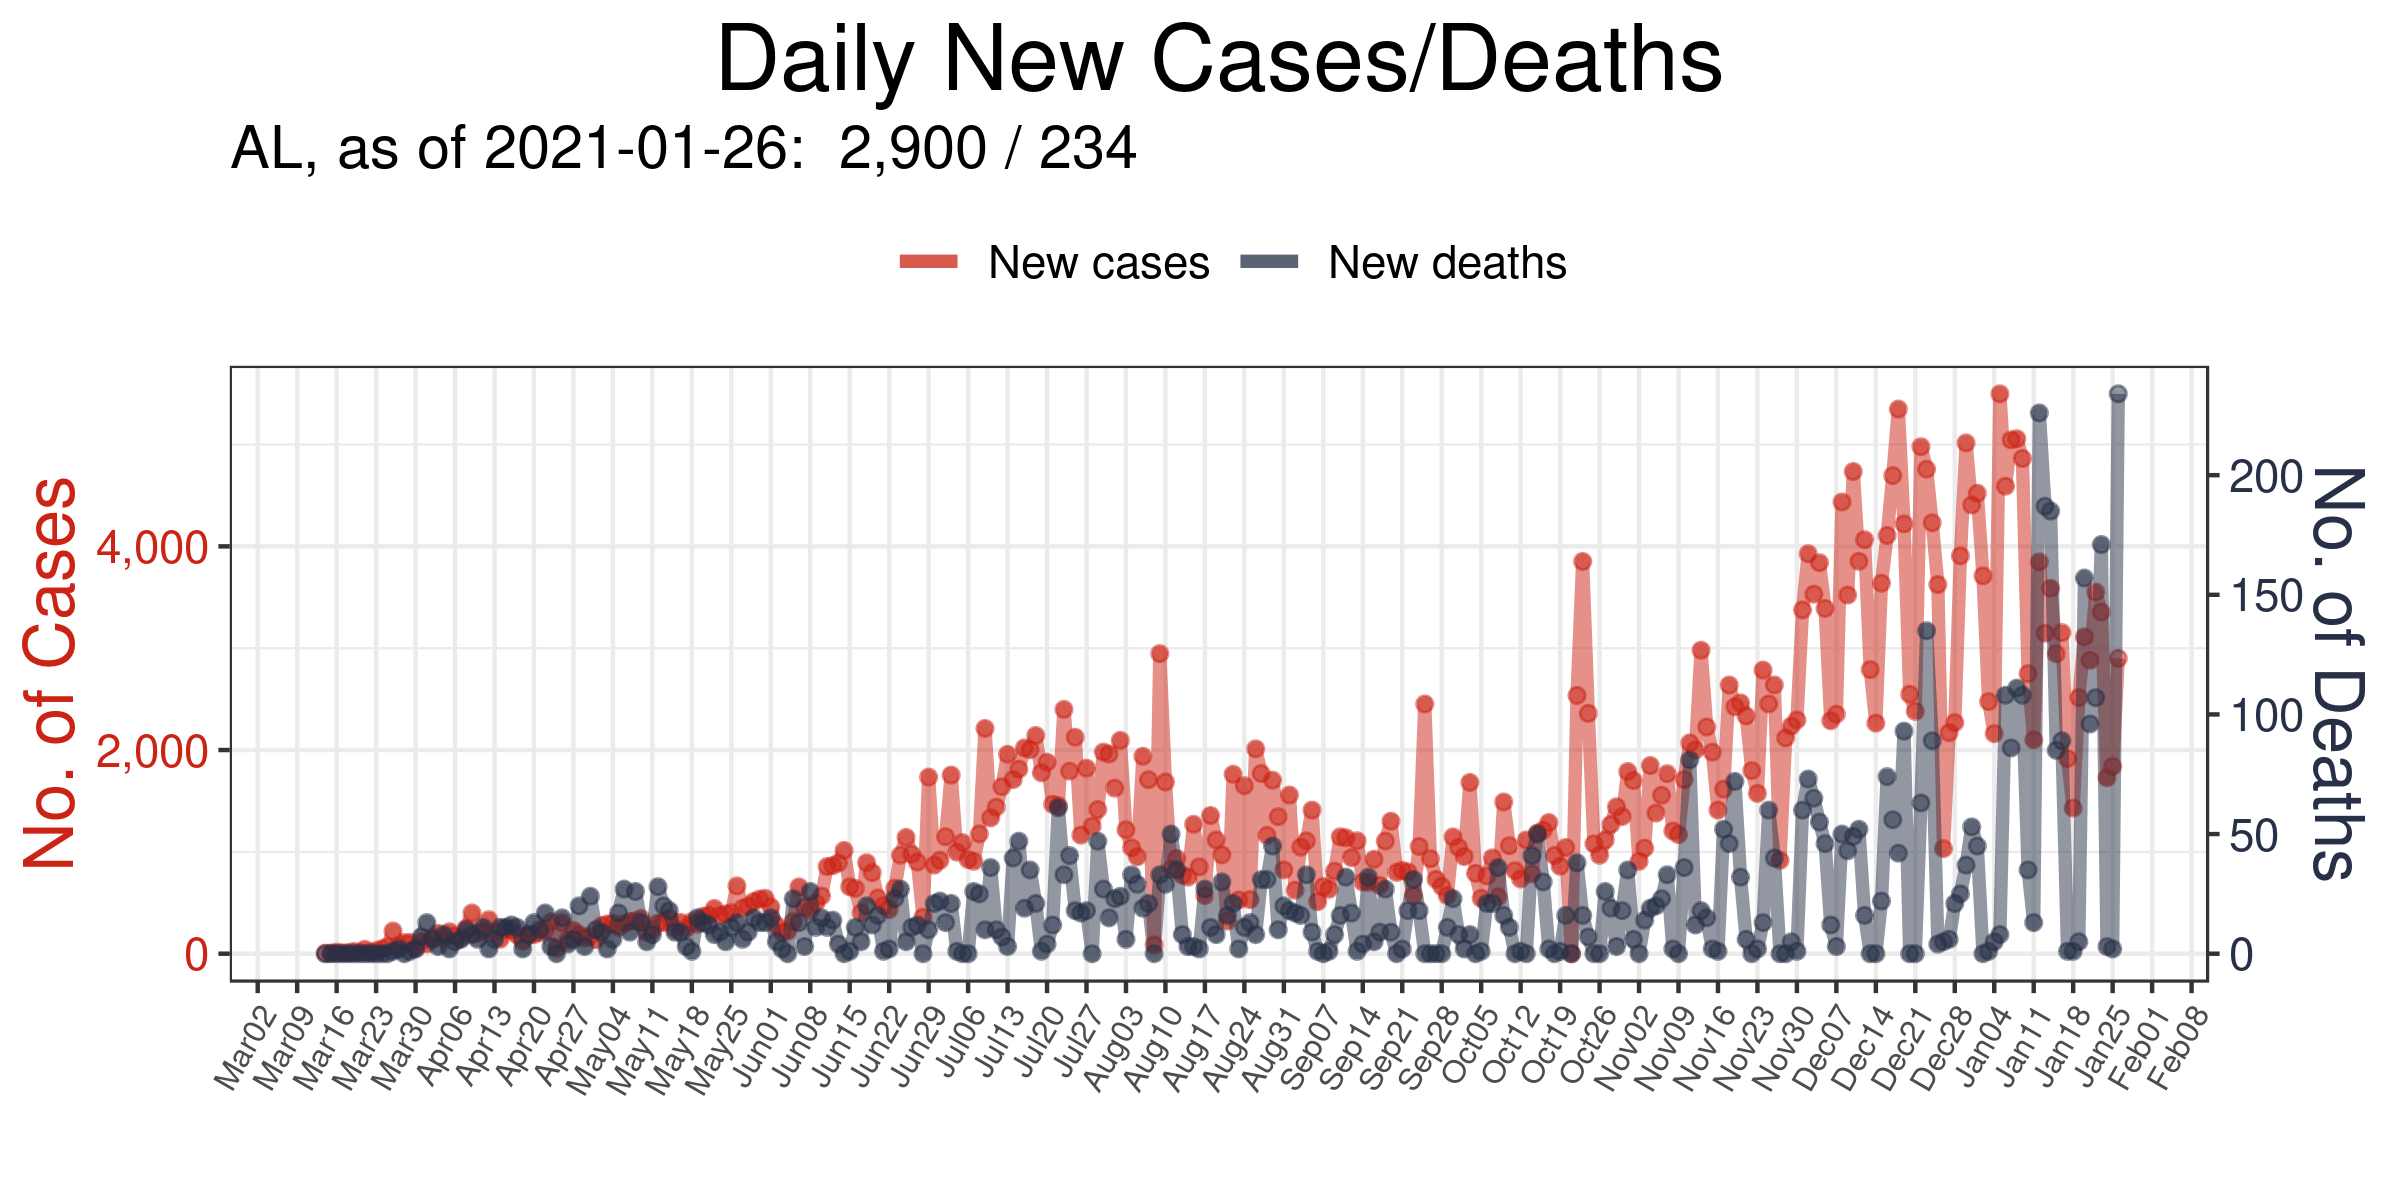 Daily New Cases/Deaths
AL, as of 2021-01-26:  2,900 / 234
New cases New deaths
No. of Cases
4,000
2,000
0
200
150
100
50
0
No. of Deaths
Mar02 Mar09 Mar16 Mar23 Mar30 Apr06 Apr13 Apr20 Apr27 May04 May11 May18 May25 Jun01 Jun08 Jun15 Jun22 Jun29 Jul06 Jul13 Jul20 Jul27 Aug03 Aug10 Aug17 Aug24 Aug31 Sep07 Sep14 Sep21 Sep28 Oct05 Oct12 Oct19 Oct26 Nov02 Nov09 Nov16 Nov23 Nov30 Nov07 Dec14 Dec21 Dec28 Dec04 Jan11 Jan18 Jan25 Feb01 Feb08